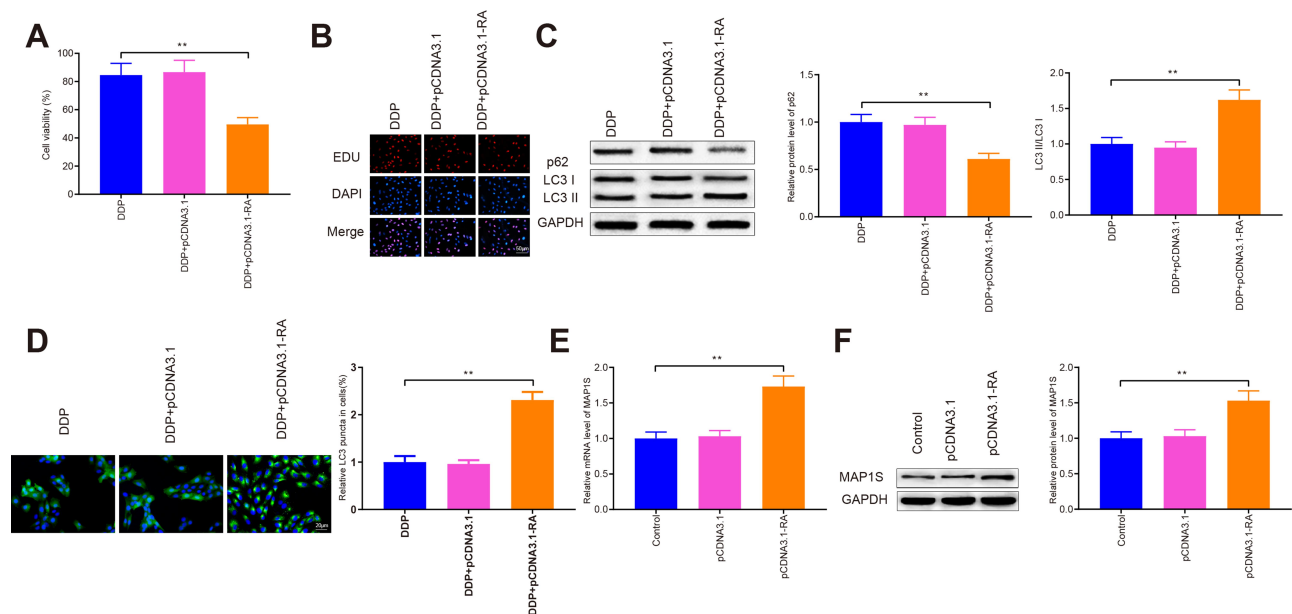 A
**
Cell viability (%)
100
80
60
40
20
0
DDP
DDP+pCDNA3.1
DDP+pCDNA3.1-RA
B
DDP
DDP+pCDNA3.1
DDP+pCDNA3.1-RA
EDU
DAPI
Merge
50μm
C
DDP
DDP+pCDNA3.1
DDP+pCDNA3.1-RA
p62
LC3 I
LC3 II
GAPDH
**
Relative protein level of p62
1.5
1.0
0.5
0.0
DDP
DDP+pCDNA3.1
DDP+pCDNA3.1-RA
**
LC3 II/LC3 I
2.0
1.5
1.0
0.5
0.0
DDP
DDP+pCDNA3.1
DDP+pCDNA3.1-RA
D
DDP
DDP+pCDNA3.1
DDP+pCDNA3.1-RA
20μm
**
Relative LC3 puncta in cells(%)
3
2
1
0
DDP
DDP+pCDNA3.1
DDP+pCDNA3.1-RA
E
**
Relative mRNA level of MAP1S
2.0
1.5
1.0
0.5
0.0
Control
pCDNA3.1
pCDNA3.1-RA
F
Control
pCDNA3.1
pCDNA3.1-RA
MAP1S
GAPDH
**
Relative protein level of MAP1S
2.0
1.5
1.0
0.5
0.0
Control
pCDNA3.1
pCDNA3.1-RA